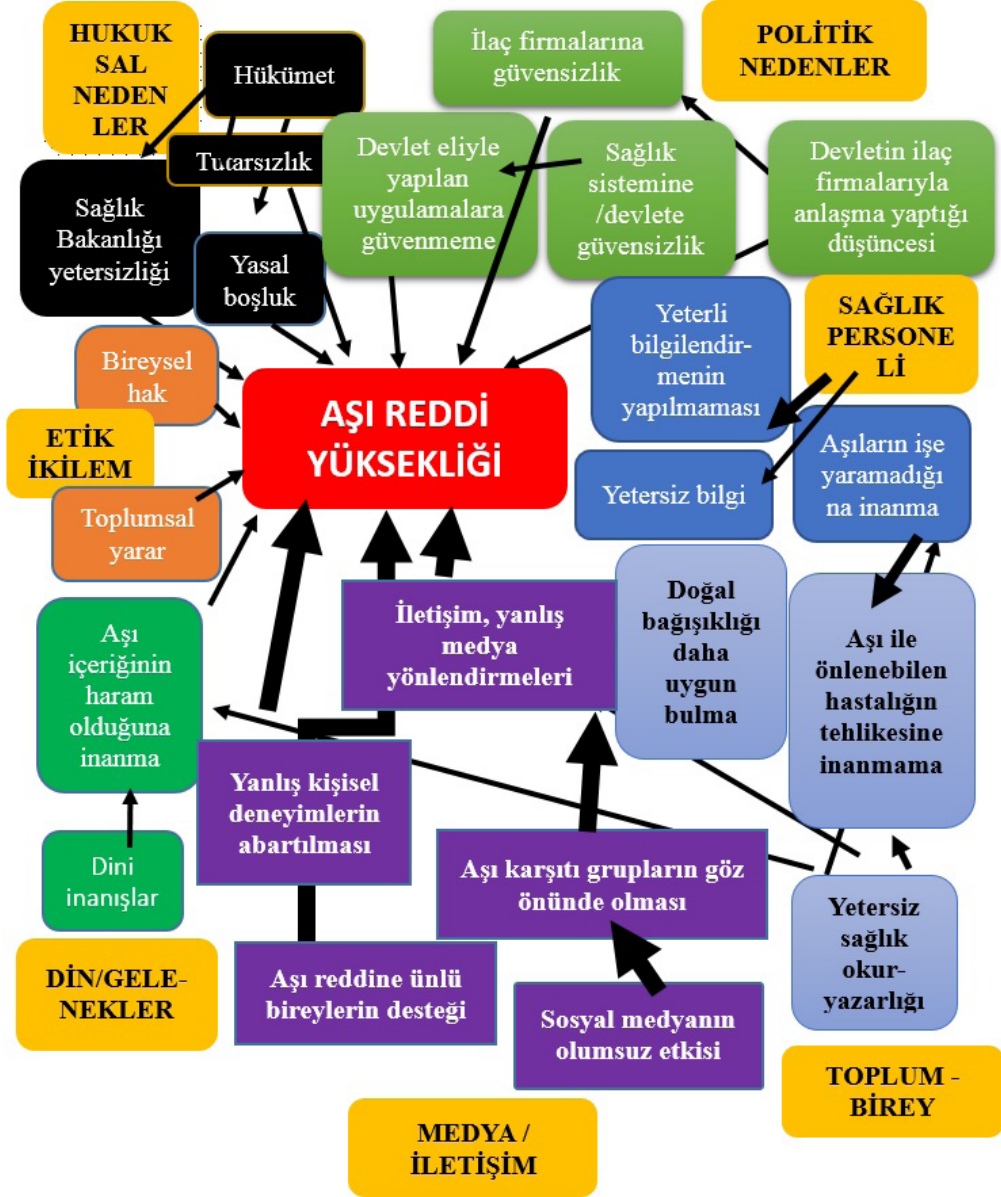 HUKUK
SAL
NEDEN
LER
Hükümet
Tutarsızlık
Sağlık
Bakanlığı
yetersizliği
Yasal
boşluk
İlaç firmalarına
güvensizlik
POLİTİK
NEDENLER
Devlet eliyle
yapılan
uygulamalara
güvenmeme
Sağlık
sistemine
/devlete
güvensizlik
Devletin ilaç
firmalarıyla
anlaşma yaptığı
düşüncesi
Bireysel
hak
ETİK
İKİLEM
Toplumsal
yarar
AŞI REDDİ
YÜKSEKLİĞİ
Yeterli
bilgilendir-
menin
yapılmaması
SAĞLIK
PERSONE
Lİ
Yetersiz bilgi
Aşıların işe
yaramadığı
na inanma
Aşı
içeriğinin
haram
olduğuna
inanma
Dini
inanışlar
DİN/GELE-
NEKLER
İletişim, yanlış
medya
yönlendirmeleri
Yanlış kişisel
deneyimlerin
abartılması
Aşı karşıtı grupların göz
önünde olması
Aşı reddine ünlü
bireylerin desteği
Sosyal medyanın
olumsuz etkisi
MEDYA /
İLETİŞİM
Doğal
bağışıklığı
daha
uygun
bulma
Aşı ile
önlenebilen
hastalığın
tehlikesine
inanmama
Yetersiz
sağlık
okur-
yazarlığı
TOPLUM -
BİREY